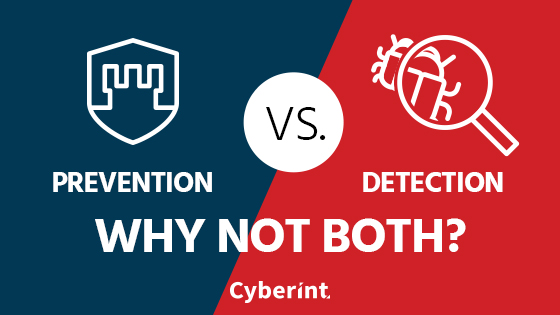 VS.
PREVENTION
DETECTION
WHY NOT BOTH?
Cyberint